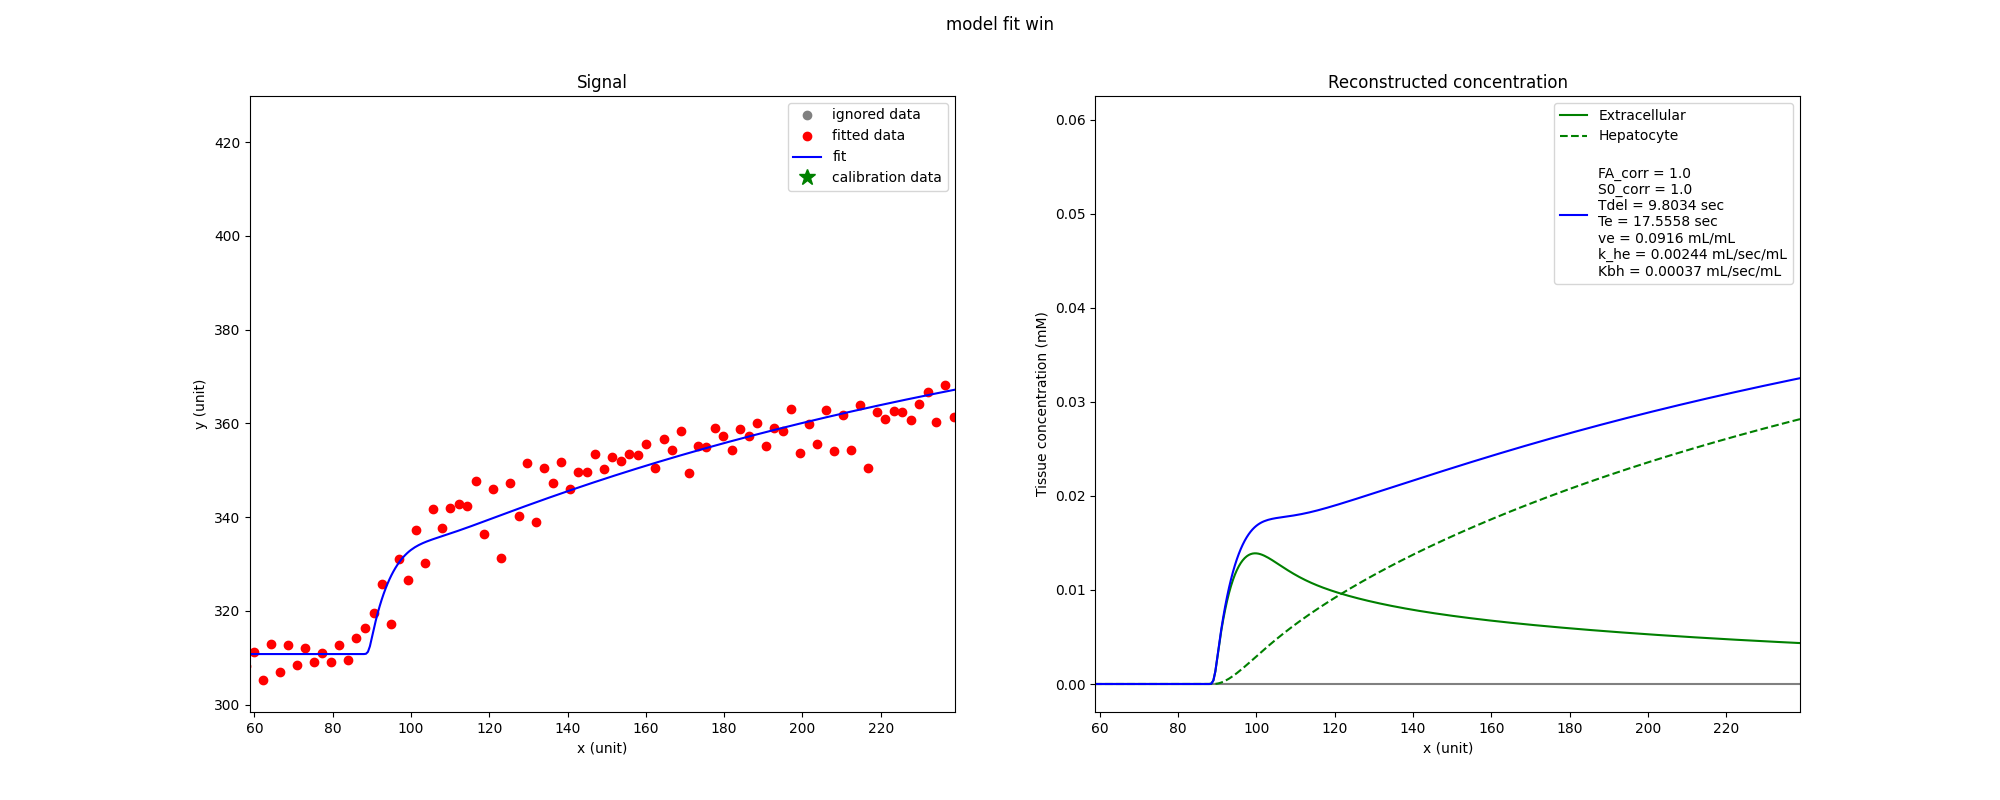 model fit win
Signal
420
400
380
360
340
320
300
y (unit)
60 80 100 120 140 160 180 200 220
x (unit)
ignored data
fitted data
fit
calibration data
Reconstructed concentration
0.06
0.05
0.04
0.03
0.02
0.01
0.00
Tissue concentration (mM)
60 80 100 120 140 160 180 200 220
x (unit)
Extracellular
Hepatocyte
FA_corr = 1.0
S0_corr = 1.0
Tdel = 9.8034 sec
Te = 17.5558 sec
ve = 0.0916 mL/mL
k_he = 0.00244 mL/sec/mL
Kbh = 0.00037 mL/sec/mL